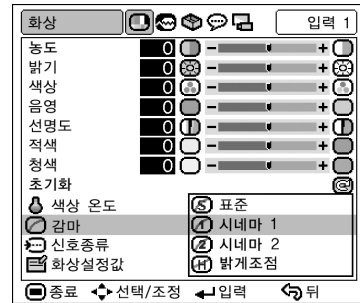 화상 입력 1
농도 0 - +
밝기 0 - +
색상 0 - +
음영 0 - +
선명도 0 - +
적색 0 - +
청색 0 - +
초기화
색상 온도 S 표준
감마 1 시네마 1
신호종류 2 시네마 2
화상설정값 H 밝게조점
종료 선택/조정 입력 뒤